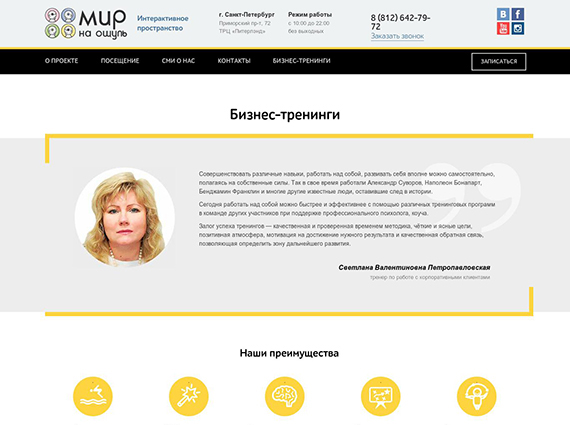 мир
на ощупь
Интерактивное
пространство
г. Санкт-Петербург
Приморский пр-т, 72
ТРЦ «Питерлэнд»
Режим работы
с 10.00 до 22.00
без выходных
8 (812) 642-79-
72
Заказать звонок
О ПРОЕКТЕ ПОСЕЩЕНИЕ СМИ О НАС КОНТАКТЫ БИЗНЕС-ТРЕНИНГИ ЗАПИСАТЬСЯ
Бизнес-тренинги
Совершенствовать различные навыки, работать над собой, развивать себя вполне можно самостоятельно,
полагаясь на собственные силы. Так в свое время работали Александр Суворов, Наполеон Бонапарт,
Бенджамин Франклин и многие другие известные люди, оставившие след в истории.
Сегодня работать над собой можно быстрее и эффективнее с помощью различных тренинговых программ
в команде других участников при поддержке профессионального психолога, коуча.
Залог успеха тренингов — качественная и проверенная временем методика, чёткие и ясные цели,
позитивная атмосфера, мотивация на достижение нужного результата и качественная обратная связь,
позволяющая определить зону дальнейшего развития.
Светлана Валентиновна Петропавловская
тренер по работе с корпоративными клиентами
Наши преимущества